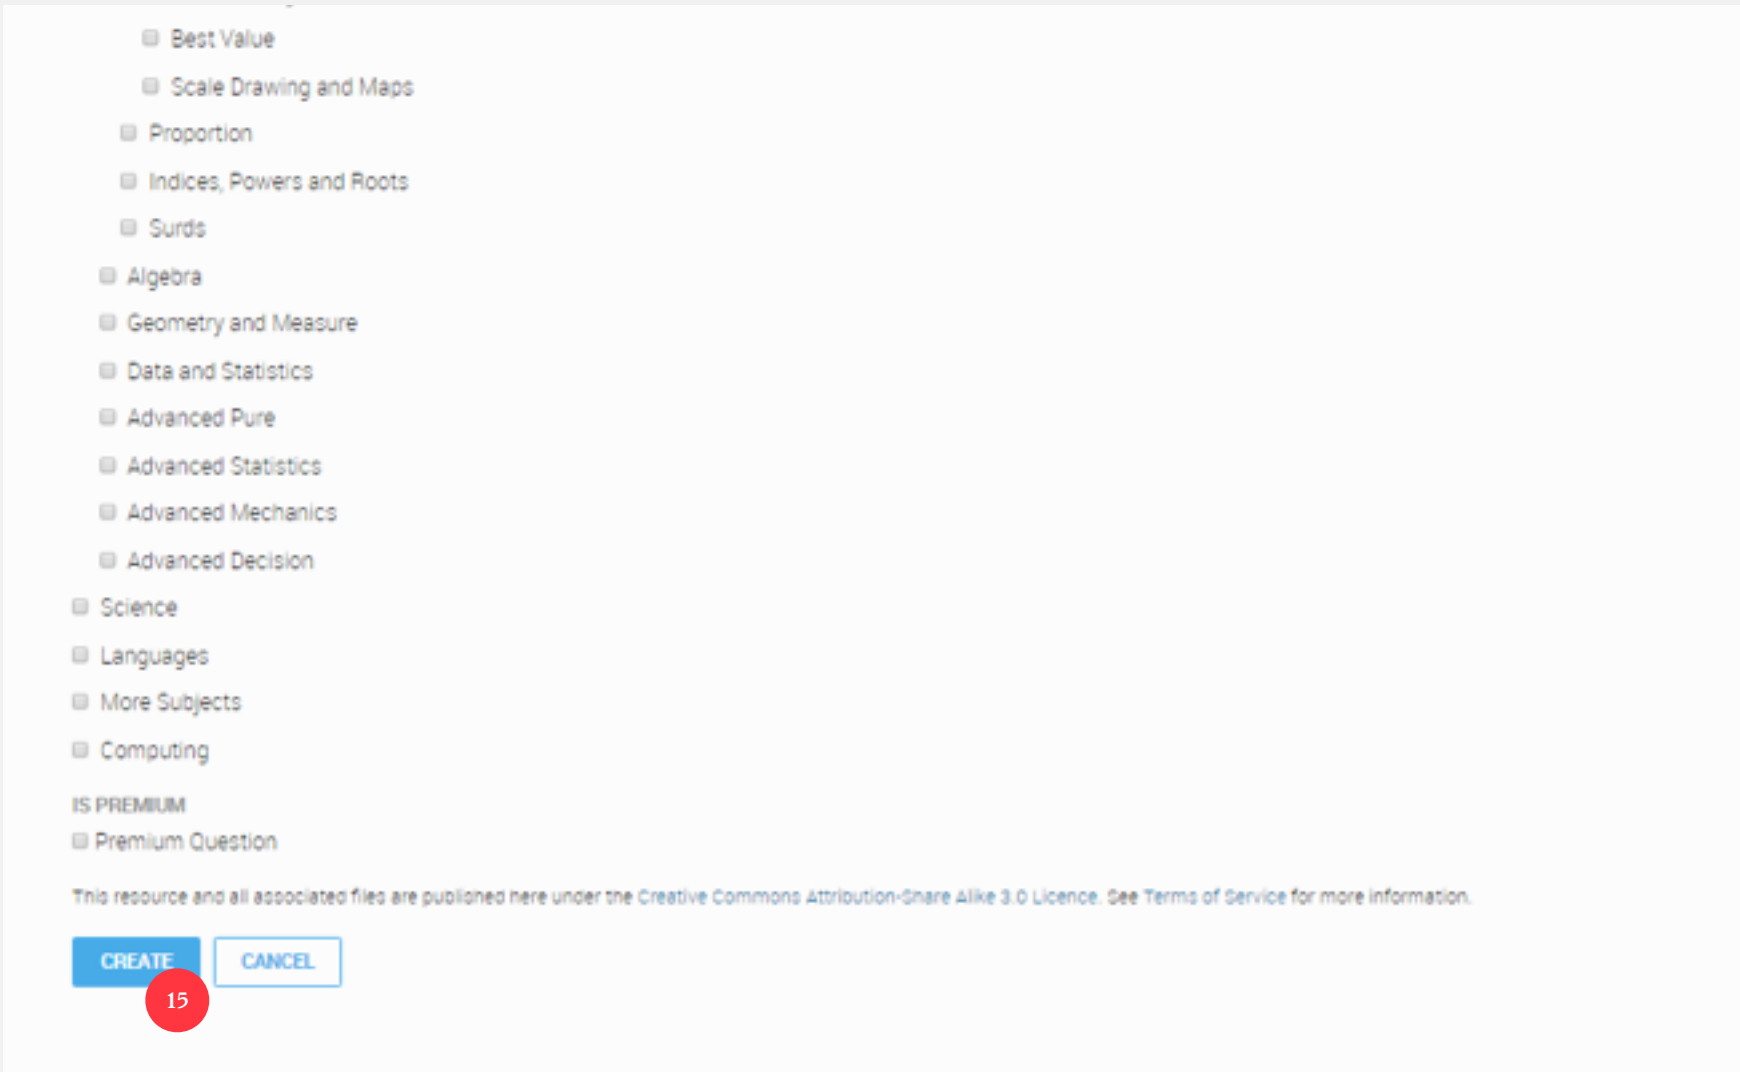 Best Value
Scale Drawing and Maps
Proportion
Indices, Powers and Roots
Surds
Algebra
Geometry and Measure
Data and Statistics
Advanced Pure
Advanced Statistics
Advanced Mechanics
Advanced Decision
Science
Languages
More Subjects
Computing
IS PREMIUM
Premium Question
This resource and all associated files are published here under the Creative Commons Attribution-Share Alike 3.0 Licence. See Terms of Service for more information.
CREATE CANCEL
15